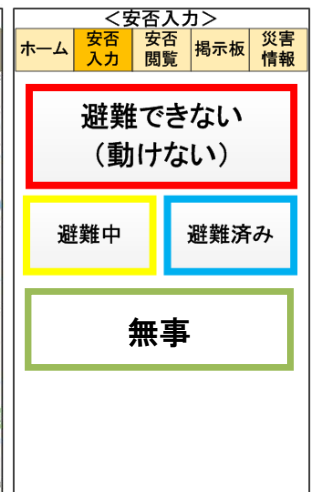 <安否入力>
ホーム 安否入力 安否閲覧 掲示板 災害情報
避難できない
（動けない）
避難中 避難済み
無事